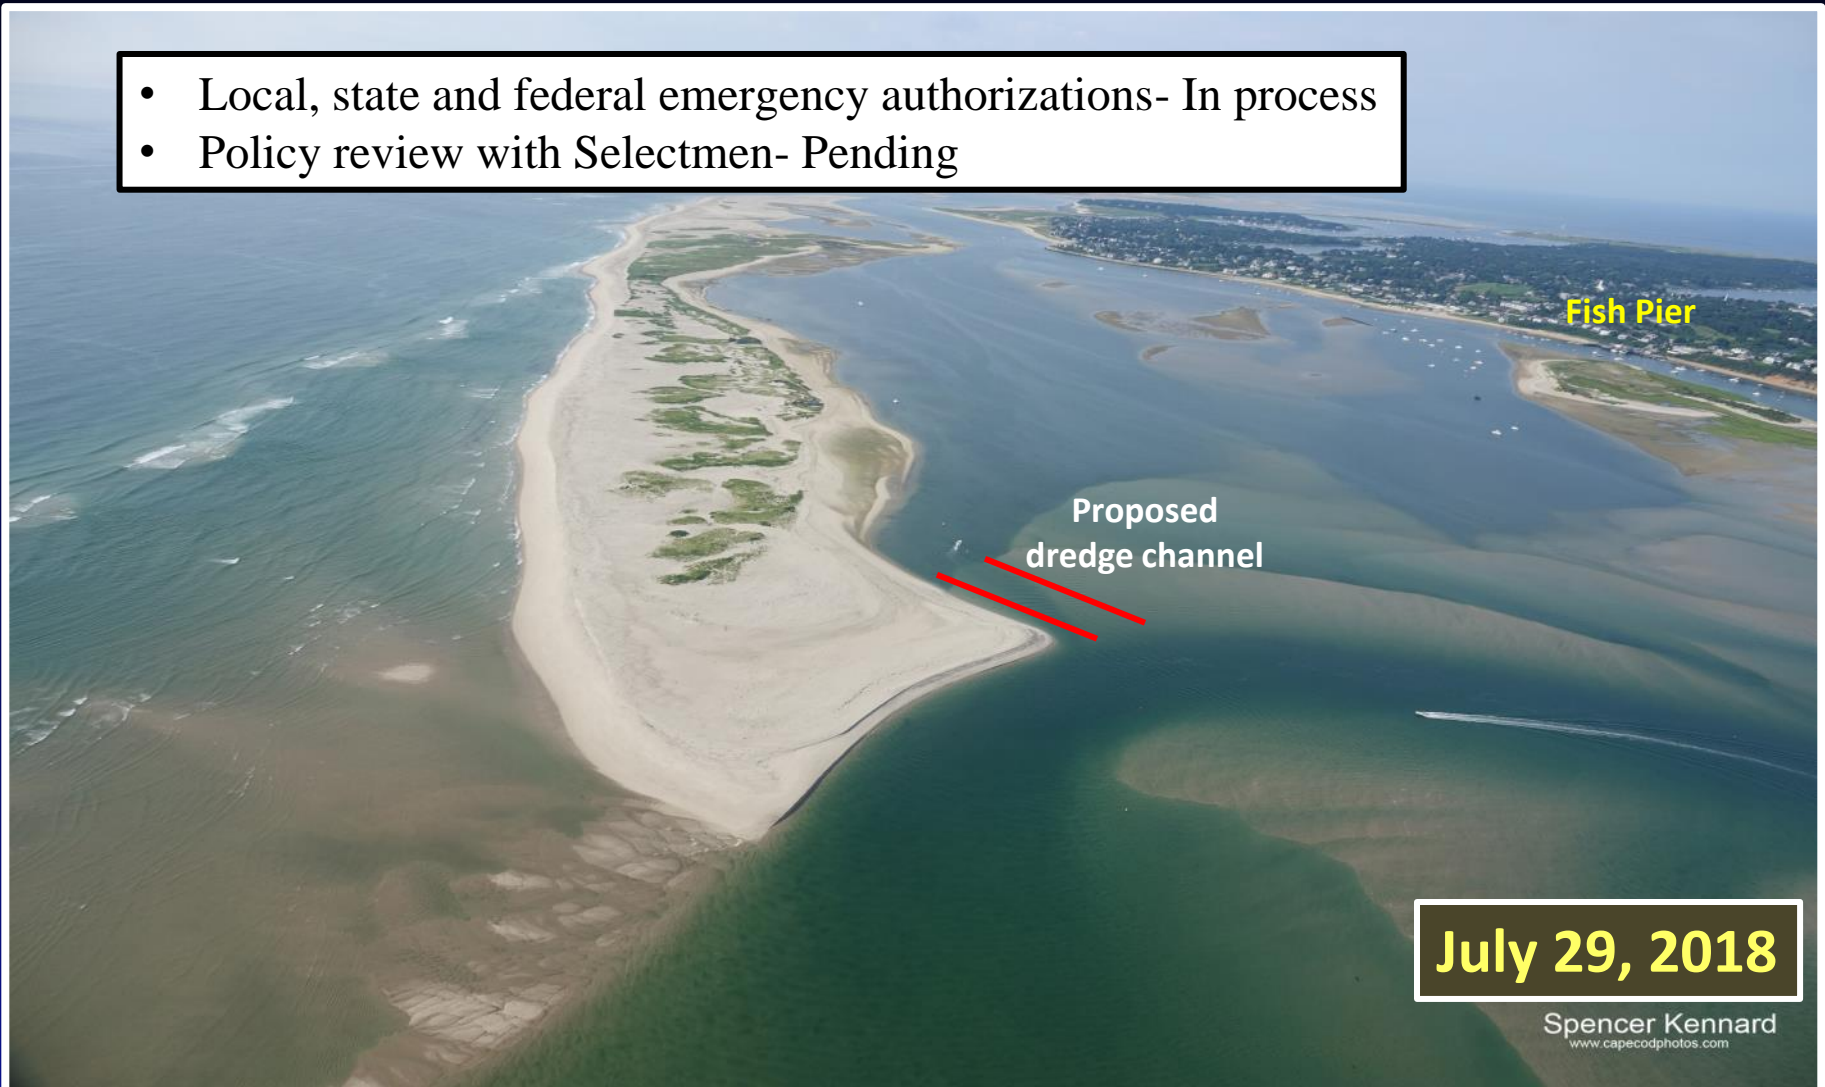 • Local, state and federal emergency authorizations- In process
• Policy review with Selectmen- Pending
Fish Pier
Proposed
dredge channel
July 29, 2018
Spencer Kennard
www.capecodphotos.com